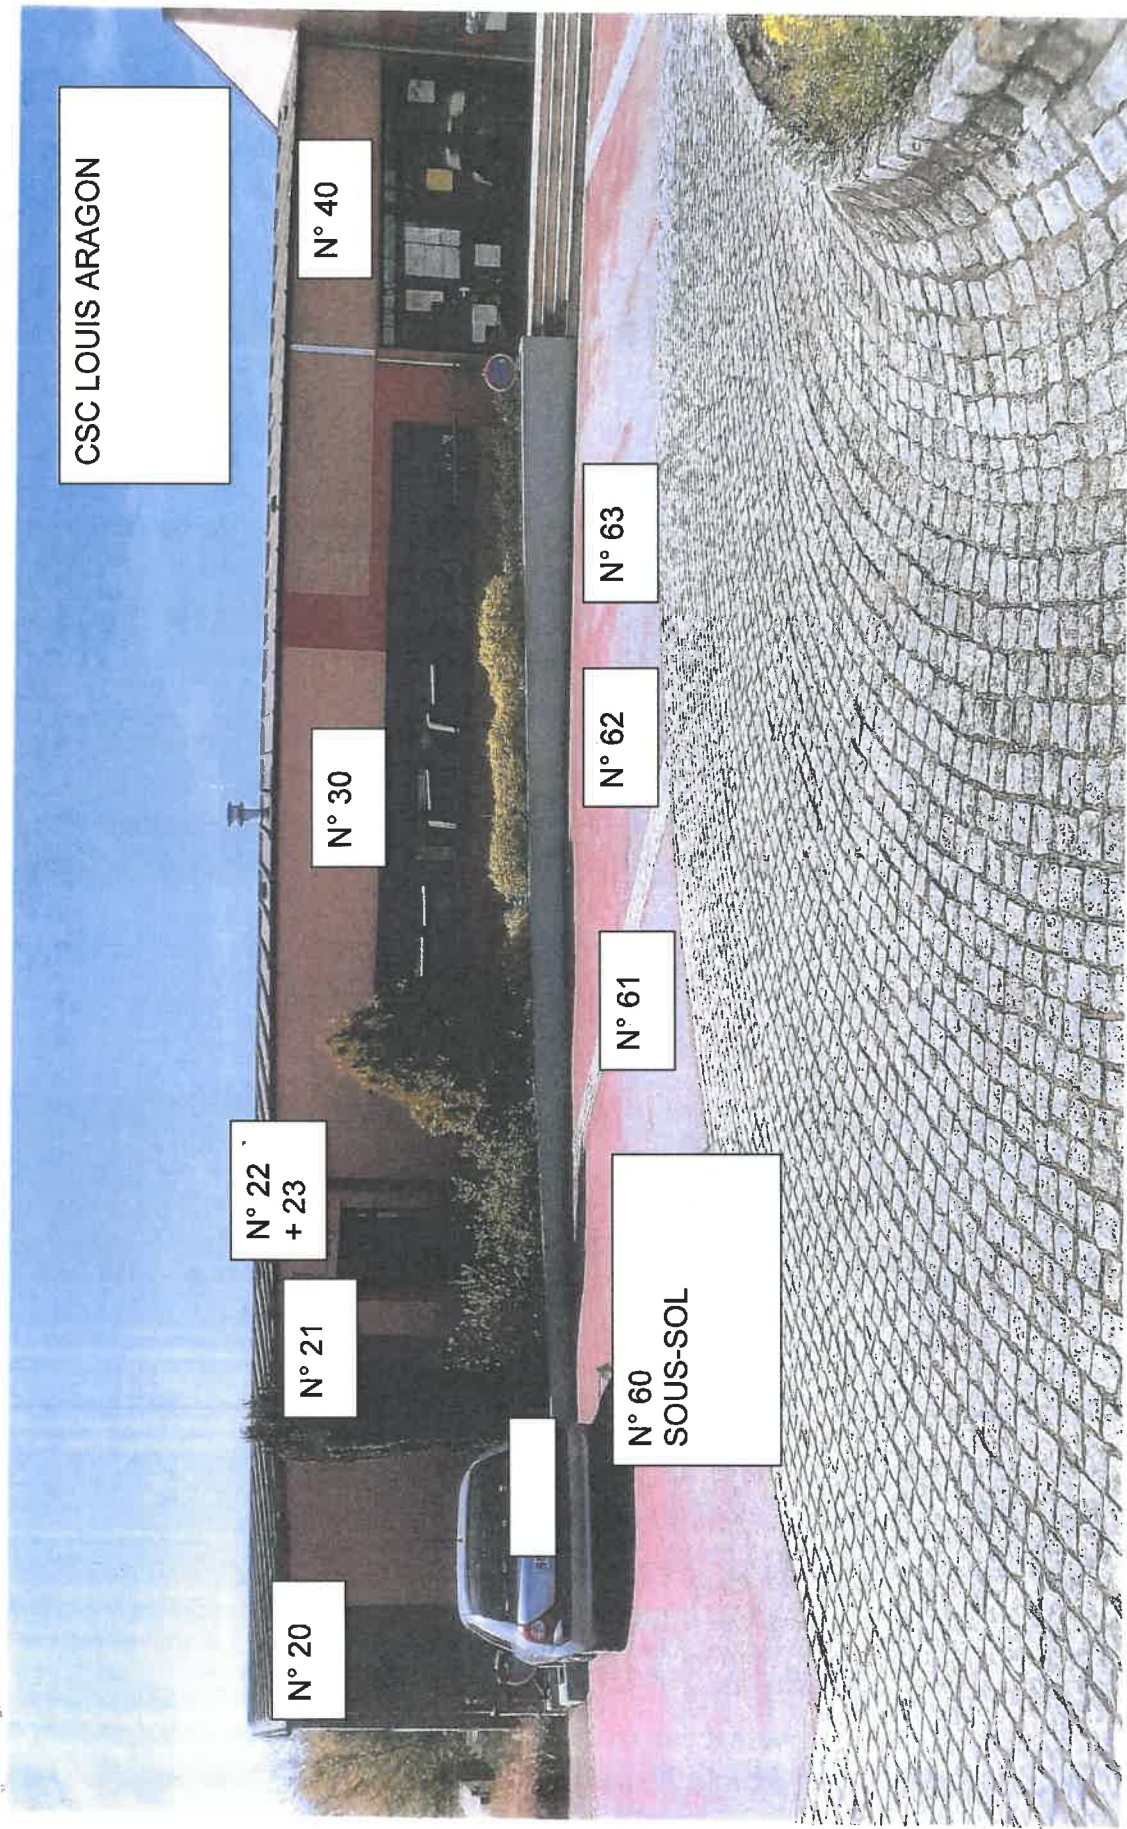 CSC LOUIS ARAGON
N° 20
N° 21
N° 22
+ 23
N° 30
N° 40
N° 60
SOUS-SOL
N° 61
N° 62
N° 63